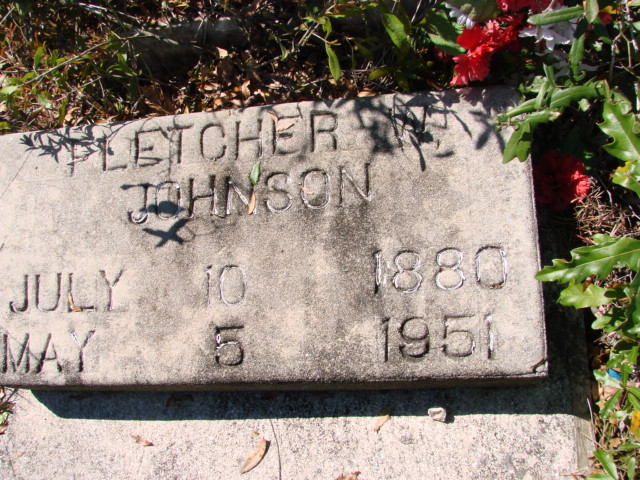 FLETCHER W.
JOHNSON
JULY 10 1880
MAY 5 1951